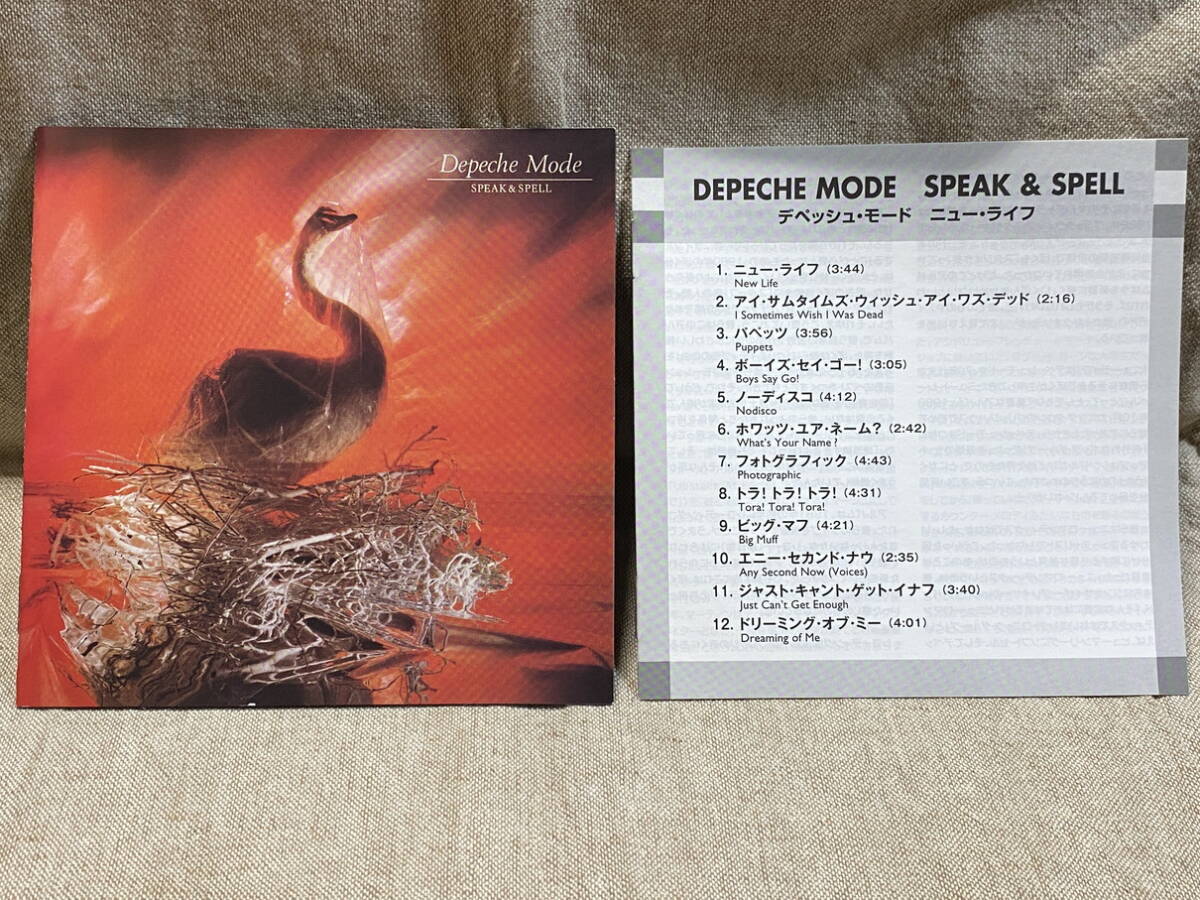 Depeche Mode
SPEAK & SPELL
DEPECHE MODE SPEAK & SPELL
デペッシュ・モード ニュー・ライフ
1. ニュー・ライフ (3:44)
New Life
2. アイ・サムタイムズ・ウィッシュ・アイ・ワズ・デッド (2:16)
I Sometimes Wish I Was Dead
3. パペッツ (3:56)
Puppets
4. ボーイズ・セイ・ゴー! (3:05)
Boys Say Go!
5. ノーディスコ (4:12)
Nodisco
6. ホワッツ・ユア・ネーム? (2:42)
What's Your Name?
7. フォトグラフィック (4:43)
Photographic
8. トラ! トラ! トラ! (4:31)
Tora! Tora! Tora!
9. ビッグ・マフ (4:21)
Big Muff
10. エニー・セカンド・ナウ (2:35)
Any Second Now (Voices)
11. ジャスト・キャント・ゲット・イナフ (3:40)
Just Can't Get Enough
12. ドリーミング・オブ・ミー (4:01)
Dreaming of Me